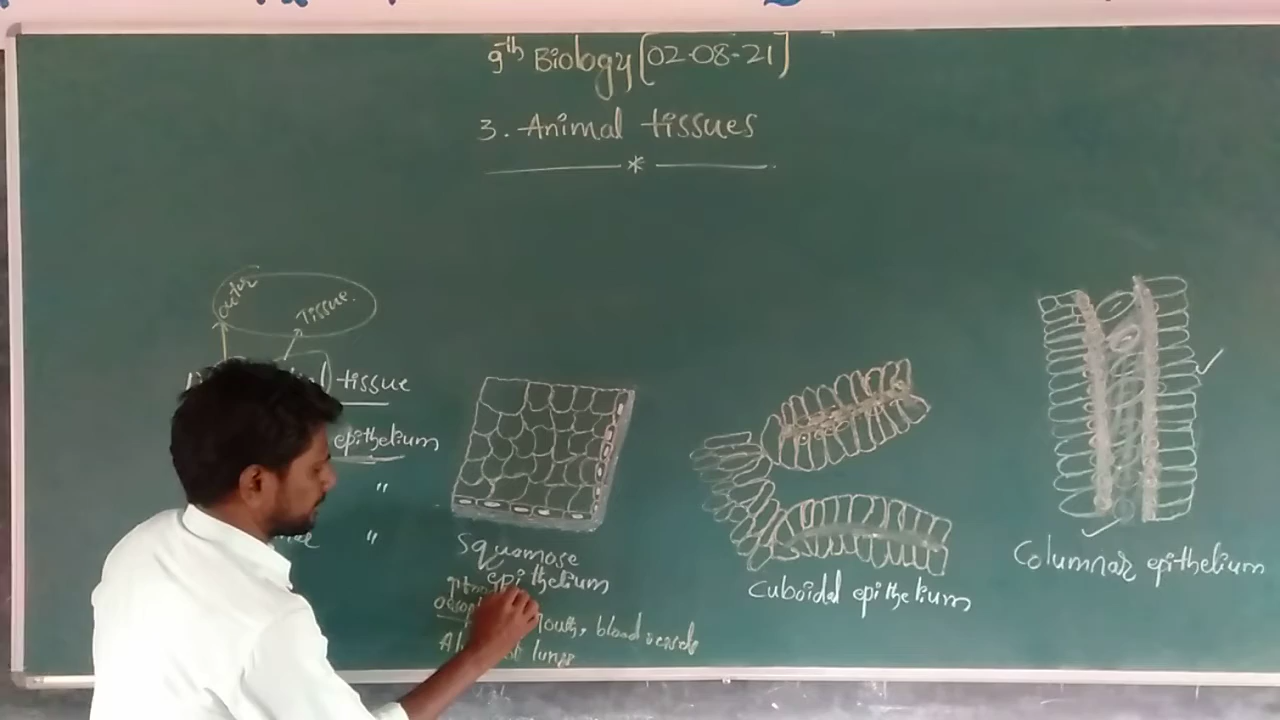 9th Biology [02-08-21]
3. Animal tissues
outer
Tissue.
tissue
epithelium
"
"
Squamose
epithelium
mouth, blood vessels
lungs
Cuboidal epithelium
Columnar epithelium